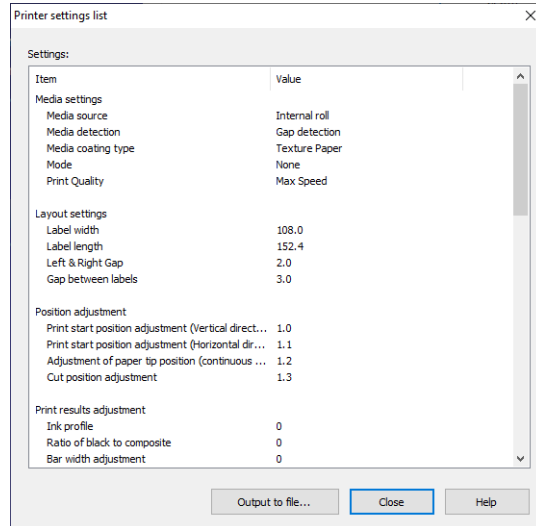 Printer settings list
Settings:
Item Value
Media settings
Media source Internal roll
Media detection Gap detection
Media coating type Texture Paper
Mode None
Print Quality Max Speed
Layout settings
Label width 108.0
Label length 152.4
Left & Right Gap 2.0
Gap between labels 3.0
Position adjustment
Print start position adjustment (Vertical direct... 1.0
Print start position adjustment (Horizontal dir... 1.1
Adjustment of paper tip position (continuous ... 1.2
Cut position adjustment 1.3
Print results adjustment
Ink profile 0
Ratio of black to composite 0
Bar width adjustment 0
Output to file... Close Help